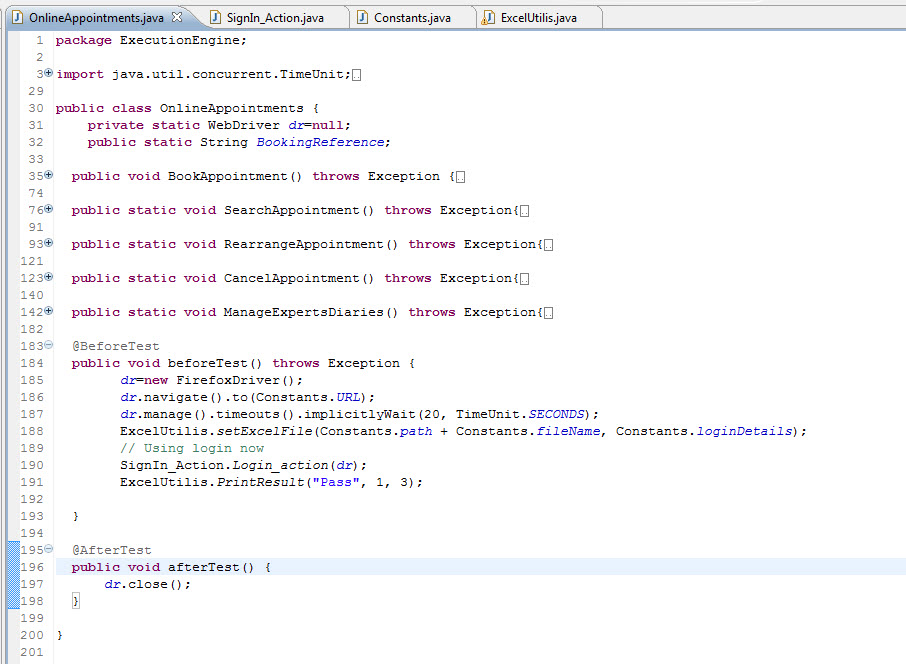 OnlineAppointments.java SignIn_Action.java Constants.java ExcelUtilis.java
1 package ExecutionEngine;
2
3 import java.util.concurrent.TimeUnit;
29
30 public class OnlineAppointments {
31 private static WebDriver dr=null;
32 public static String BookingReference;
33
35 public void BookAppointment() throws Exception {
74
76 public static void SearchAppointment() throws Exception{
91
93 public static void RearrangeAppointment() throws Exception{
121
123 public static void CancelAppointment() throws Exception{
140
142 public static void ManageExpertsDiaries() throws Exception{
182
183 @BeforeTest
184 public void beforeTest() throws Exception {
185 dr=new FirefoxDriver();
186 dr.navigate().to(Constants.URL);
187 dr.manage().timeouts().implicitlyWait(20, TimeUnit.SECONDS);
188 ExcelUtilis.setExcelFile(Constants.path + Constants.fileName, Constants.loginDetails);
189 // Using login now
190 SignIn_Action.Login_action(dr);
191 ExcelUtilis.PrintResult("Pass", 1, 3);
192
193 }
194
195 @AfterTest
196 public void afterTest() {
197 dr.close();
198 }
199
200 }
201